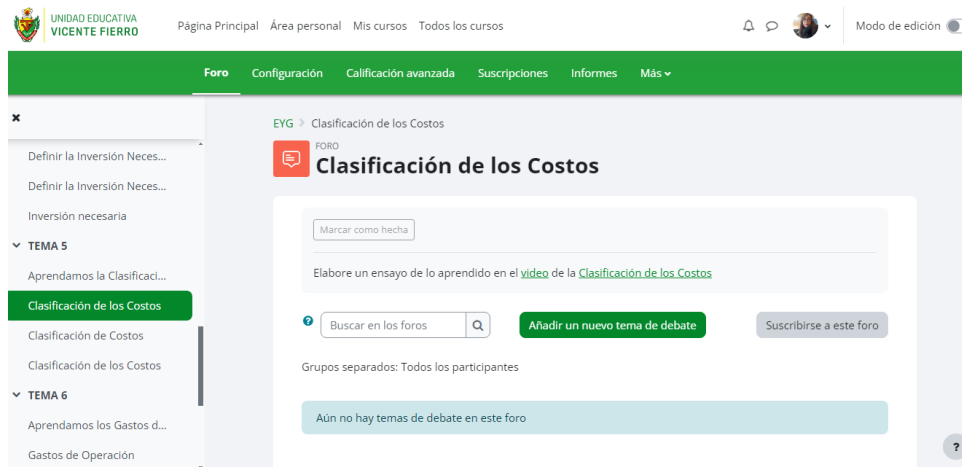 UNIDAD EDUCATIVA
VICENTE FIERRO
Página Principal Área personal Mis cursos Todos los cursos
Modo de edición
Foro Configuración Calificación avanzada Suscripciones Informes Más
Definir la Inversión Neces...
Definir la Inversión Neces...
Inversión necesaria
TEMA 5
Aprendamos la Clasificaci...
Clasificación de los Costos
Clasificación de Costos
Clasificación de los Costos
TEMA 6
Aprendamos los Gastos d...
Gastos de Operación
EYG > Clasificación de los Costos
FORO
Clasificación de los Costos
Marcar como hecha
Elabore un ensayo de lo aprendido en el video de la Clasificación de los Costos
? Buscar en los foros Añadir un nuevo tema de debate Suscribirse a este foro
Grupos separados: Todos los participantes
Aún no hay temas de debate en este foro
?